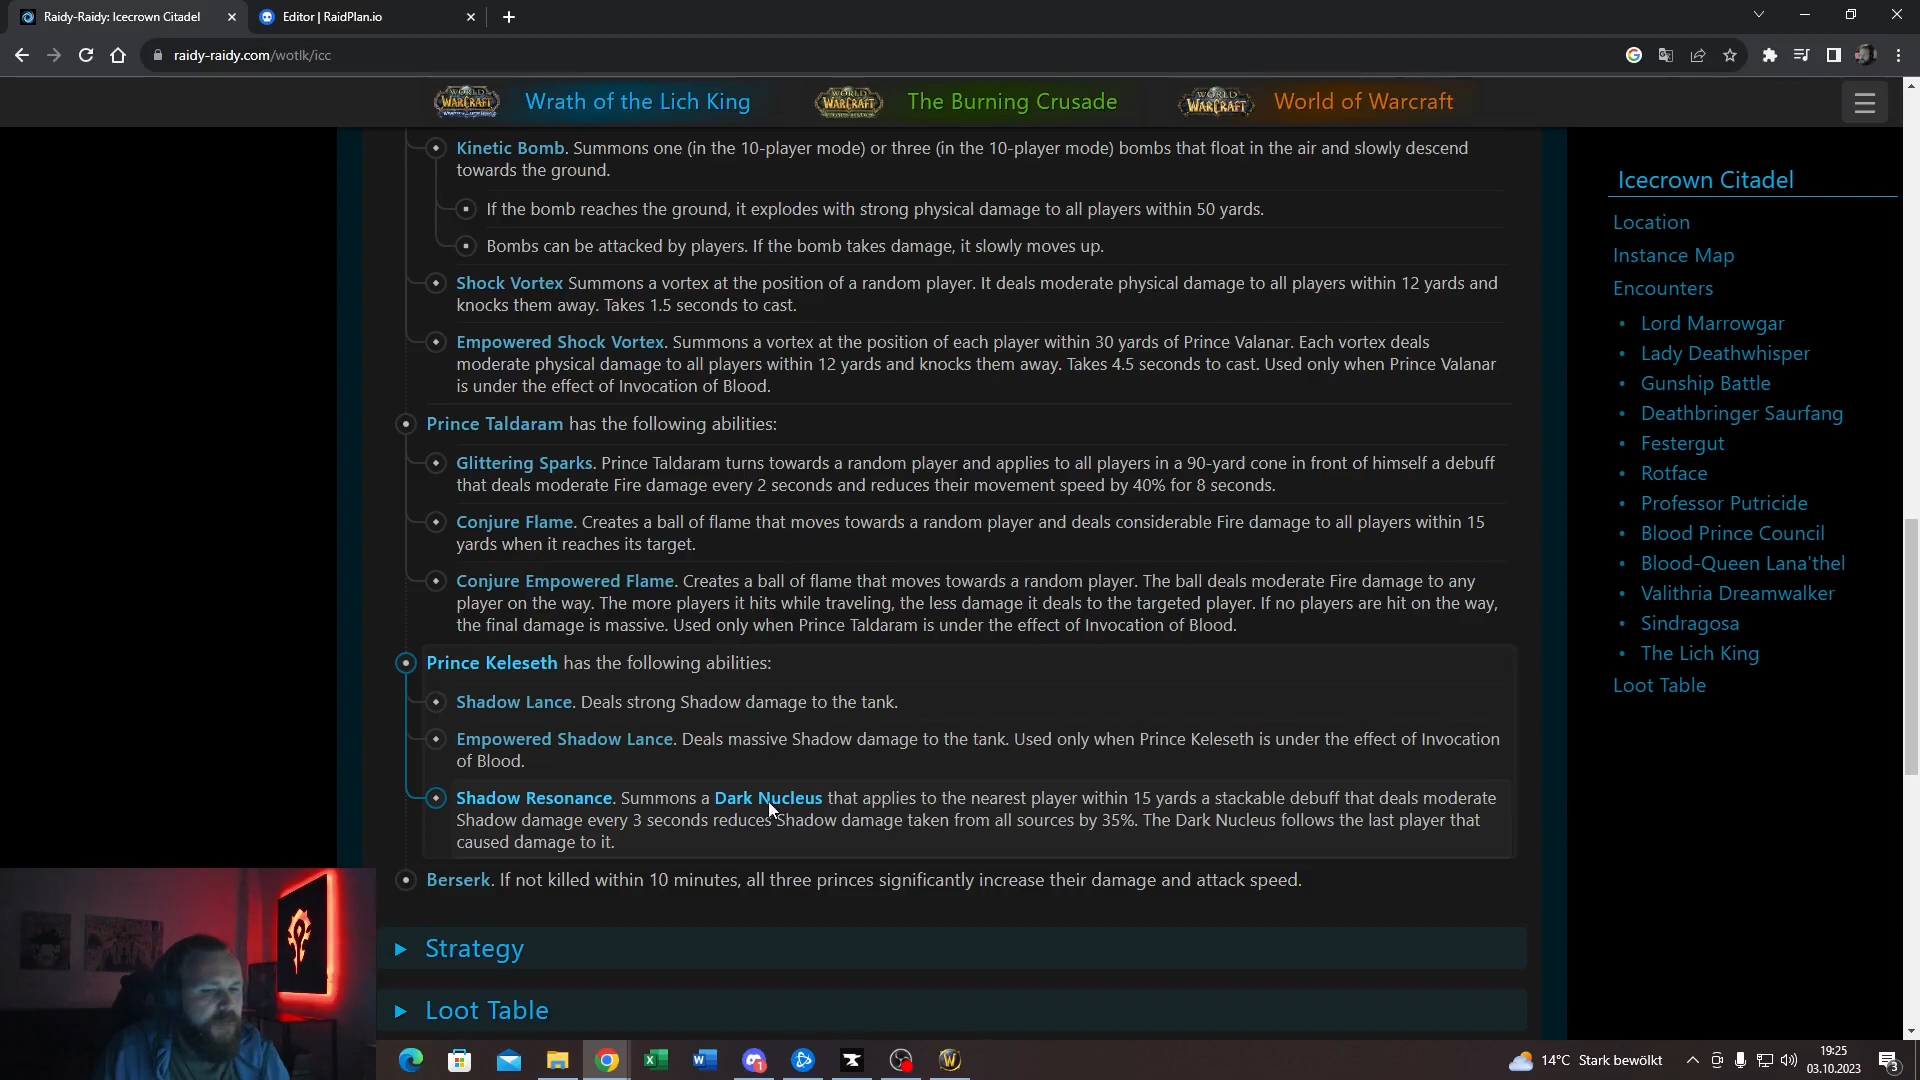 Raidy-Raidy: Icecrown Citadel
Editor | RaidPlan.io
raidy-raidy.com/wotlk/icc
Wrath of the Lich King
The Burning Crusade
World of Warcraft
Kinetic Bomb. Summons one (in the 10-player mode) or three (in the 10-player mode) bombs that float in the air and slowly descend
towards the ground.
If the bomb reaches the ground, it explodes with strong physical damage to all players within 50 yards.
Bombs can be attacked by players. If the bomb takes damage, it slowly moves up.
Shock Vortex Summons a vortex at the position of a random player. It deals moderate physical damage to all players within 12 yards and
knocks them away. Takes 1.5 seconds to cast.
Empowered Shock Vortex. Summons a vortex at the position of each player within 30 yards of Prince Valanar. Each vortex deals
moderate physical damage to all players within 12 yards and knocks them away. Takes 4.5 seconds to cast. Used only when Prince Valanar
is under the effect of Invocation of Blood.
Prince Taldaram has the following abilities:
Glittering Sparks. Prince Taldaram turns towards a random player and applies to all players in a 90-yard cone in front of himself a debuff
that deals moderate Fire damage every 2 seconds and reduces their movement speed by 40% for 8 seconds.
Conjure Flame. Creates a ball of flame that moves towards a random player and deals considerable Fire damage to all players within 15
yards when it reaches its target.
Conjure Empowered Flame. Creates a ball of flame that moves towards a random player. The ball deals moderate Fire damage to any
player on the way. The more players it hits while traveling, the less damage it deals to the targeted player. If no players are hit on the way,
the final damage is massive. Used only when Prince Taldaram is under the effect of Invocation of Blood.
Prince Keleseth has the following abilities:
Shadow Lance. Deals strong Shadow damage to the tank.
Empowered Shadow Lance. Deals massive Shadow damage to the tank. Used only when Prince Keleseth is under the effect of Invocation
of Blood.
Shadow Resonance. Summons a Dark Nucleus that applies to the nearest player within 15 yards a stackable debuff that deals moderate
Shadow damage every 3 seconds reduces Shadow damage taken from all sources by 35%. The Dark Nucleus follows the last player that
caused damage to it.
Berserk. If not killed within 10 minutes, all three princes significantly increase their damage and attack speed.
Strategy
Loot Table
Icecrown Citadel
Location
Instance Map
Encounters
Lord Marrowgar
Lady Deathwhisper
Gunship Battle
Deathbringer Saurfang
Festergut
Rotface
Professor Putricide
Blood Prince Council
Blood-Queen Lana'thel
Valithria Dreamwalker
Sindragosa
The Lich King
Loot Table
14°C Stark bewölkt
19:25
03.10.2023
3